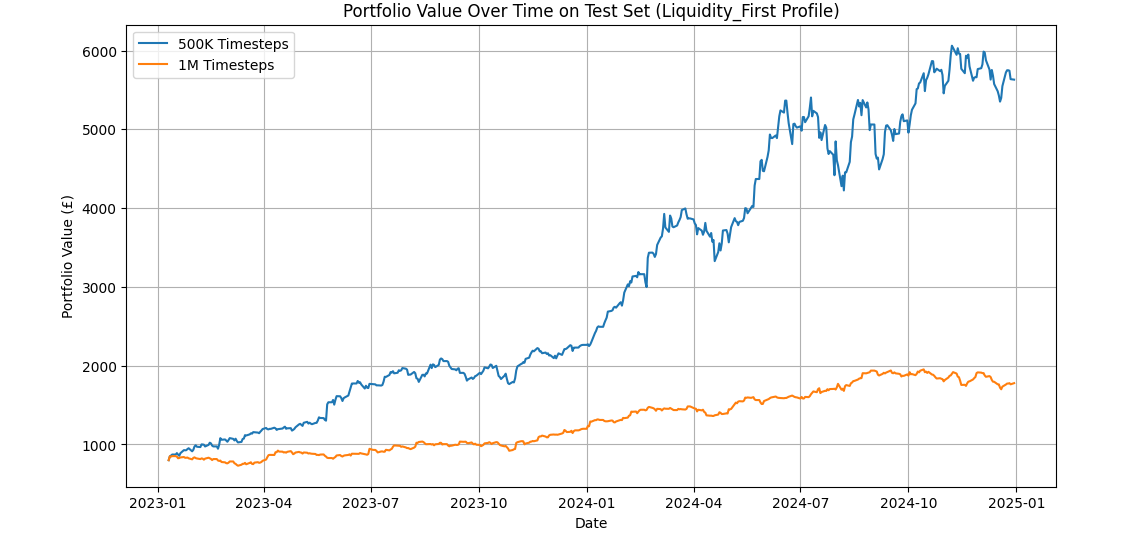 Portfolio Value Over Time on Test Set (Liquidity_First Profile)
500K Timesteps
1M Timesteps
6000
5000
4000
3000
2000
1000
Portfolio Value (£)
2023-01 2023-04 2023-07 2023-10 2024-01 2024-04 2024-07 2024-10 2025-01
Date